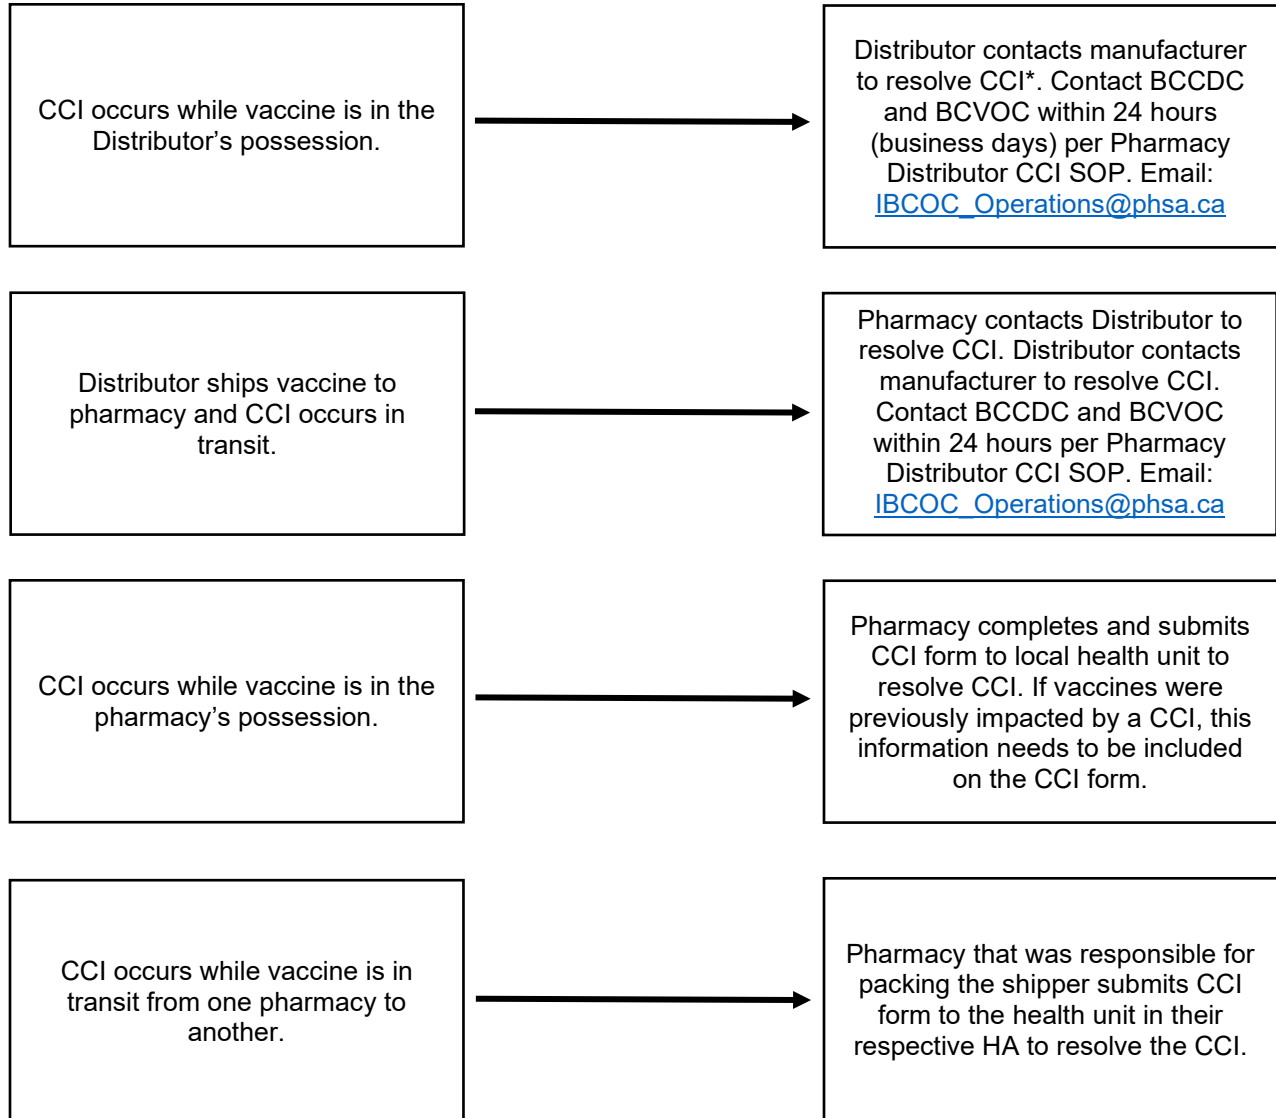 CCI occurs while vaccine is in the
Distributor’s possession.
Distributor contacts manufacturer
to resolve CCI*. Contact BCCDC
and BCVOC within 24 hours
(business days) per Pharmacy
Distributor CCI SOP. Email:
IBCOC_Operations@phsa.ca
Distributor ships vaccine to
pharmacy and CCI occurs in
transit.
Pharmacy contacts Distributor to
resolve CCI. Distributor contacts
manufacturer to resolve CCI.
Contact BCCDC and BCVOC
within 24 hours per Pharmacy
Distributor CCI SOP. Email:
IBCOC_Operations@phsa.ca
CCI occurs while vaccine is in the
pharmacy’s possession.
Pharmacy completes and submits
CCI form to local health unit to
resolve CCI. If vaccines were
previously impacted by a CCI, this
information needs to be included
on the CCI form.
CCI occurs while vaccine is in
transit from one pharmacy to
another.
Pharmacy that was responsible for
packing the shipper submits CCI
form to the health unit in their
respective HA to resolve the CCI.